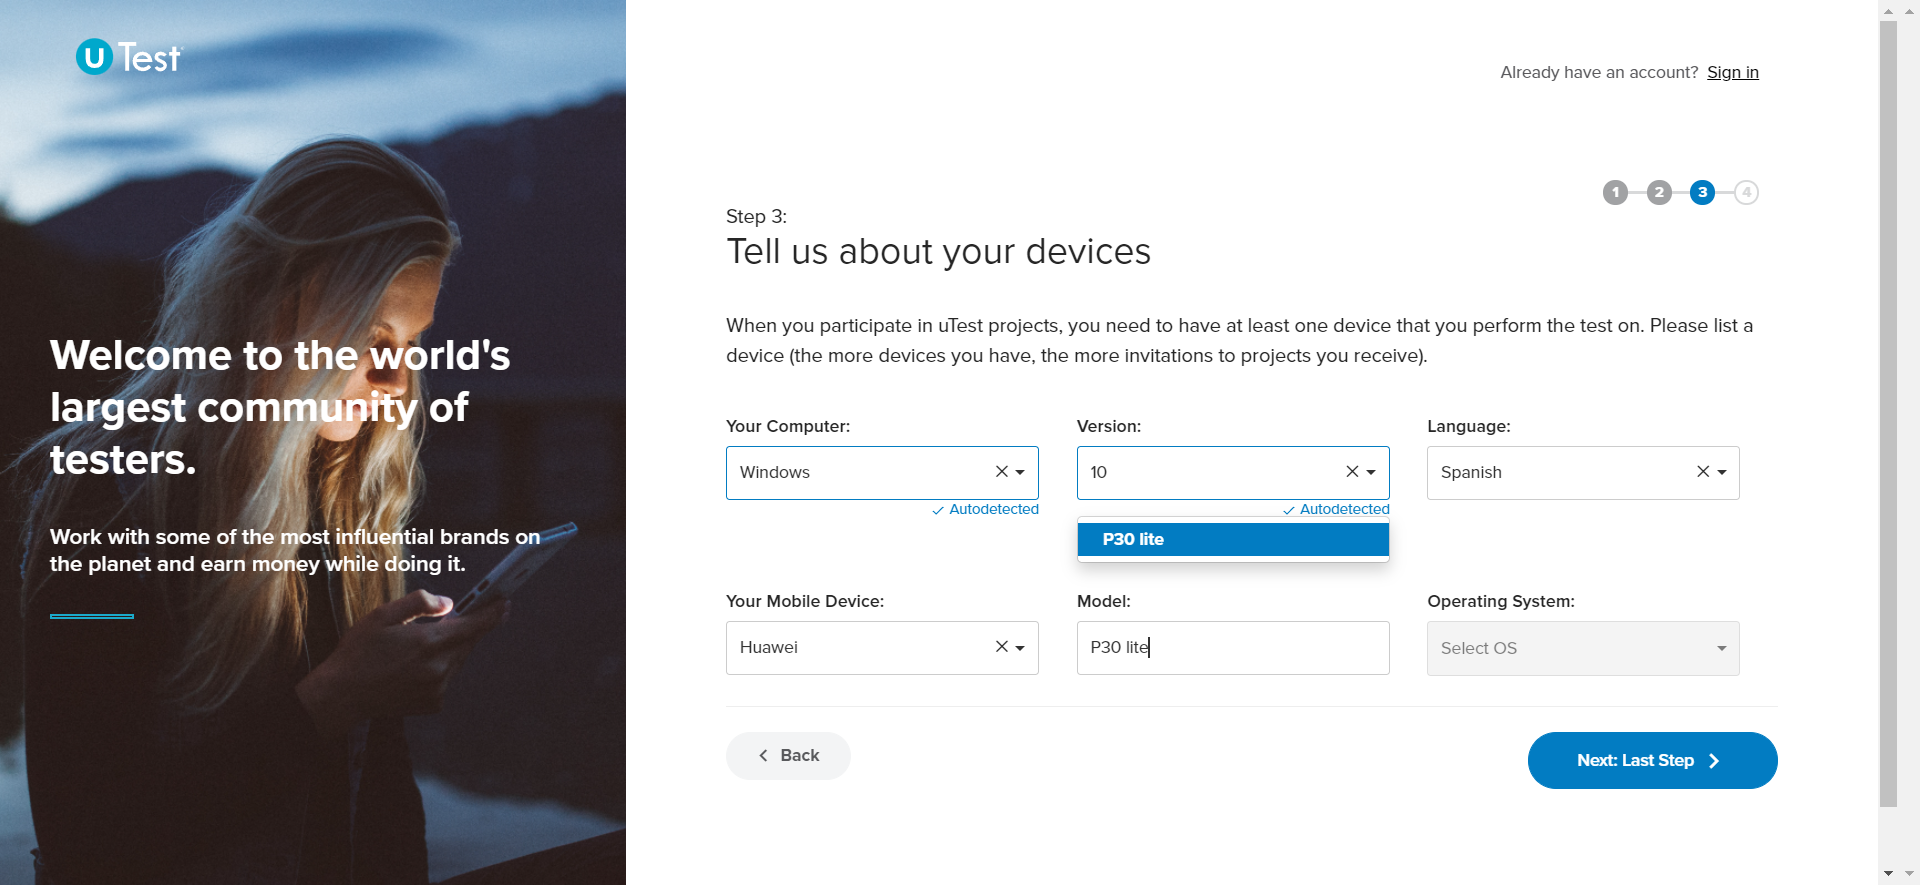 U Test
Already have an account? Sign in
1 2 3 4
Step 3:
Tell us about your devices
When you participate in uTest projects, you need to have at least one device that you perform the test on. Please list a
device (the more devices you have, the more invitations to projects you receive).
Welcome to the world's
largest community of
testers.
Work with some of the most influential brands on
the planet and earn money while doing it.
Your Computer: Version: Language:
Windows 10 Spanish
Autodetected Autodetected
P30 lite
Your Mobile Device: Model: Operating System:
Huawei P30 lite Select OS
Back Next: Last Step